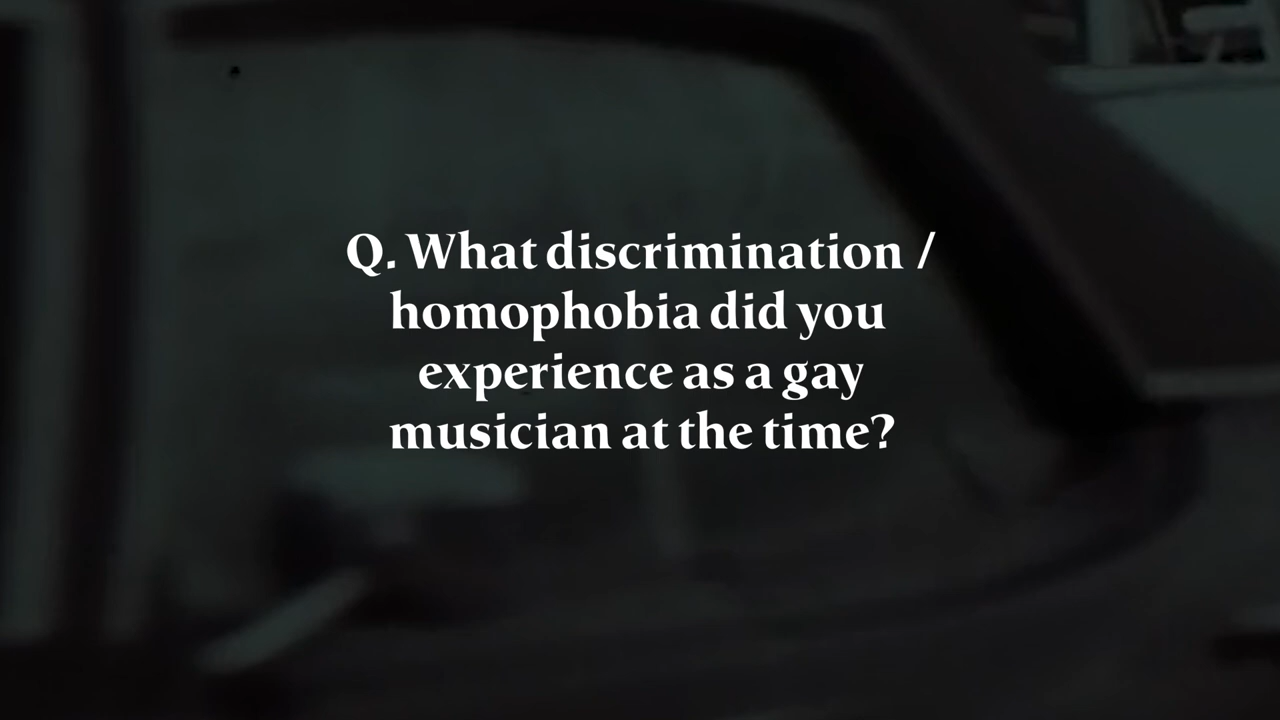 Q. What discrimination /
homophobia did you
experience as a gay
musician at the time?